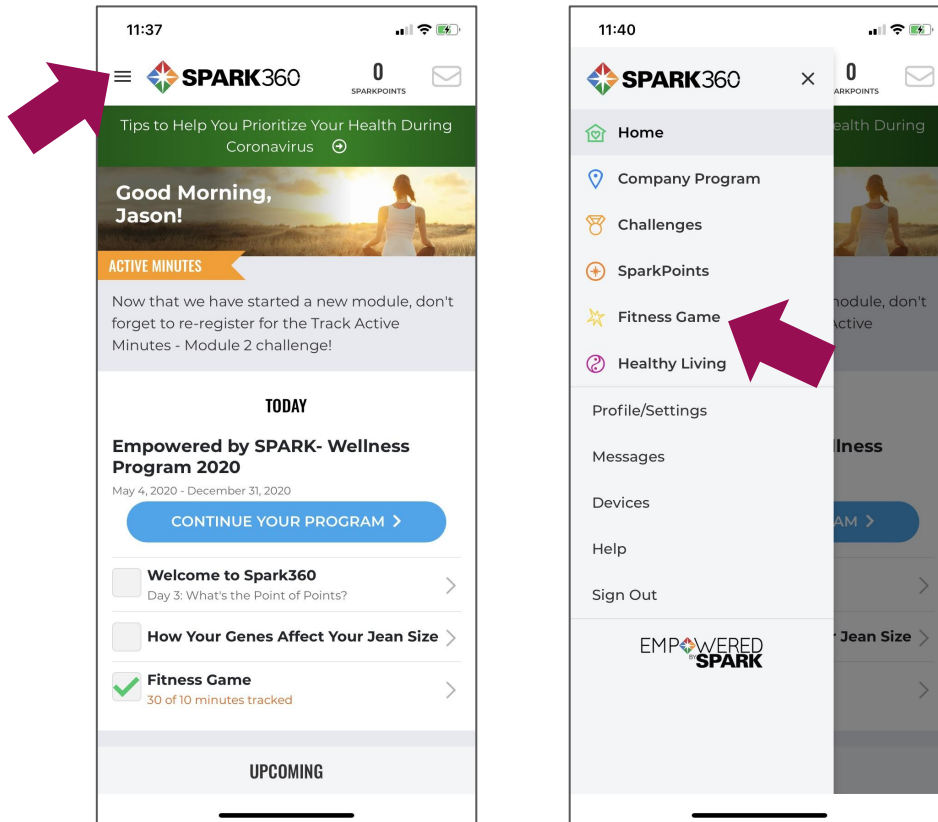 11:37
SPARK360
0
SPARKPOINTS
Tips to Help You Prioritize Your Health During
Coronavirus
Good Morning,
Jason!
ACTIVE MINUTES
Now that we have started a new module, don't
forget to re-register for the Track Active
Minutes - Module 2 challenge!
TODAY
Empowered by SPARK- Wellness
Program 2020
May 4, 2020 - December 31, 2020
CONTINUE YOUR PROGRAM
Welcome to Spark360
Day 3: What's the Point of Points?
How Your Genes Affect Your Jean Size
Fitness Game
30 of 10 minutes tracked
UPCOMING
11:40
SPARK360
0
ARKPOINTS
ealth During
Home
Company Program
Challenges
SparkPoints
Fitness Game
Healthy Living
Profile/Settings
Messages
Devices
Help
Sign Out
EMPOWERED
BY SPARK
nodule, don't
Active
llness
AM
r Jean Size